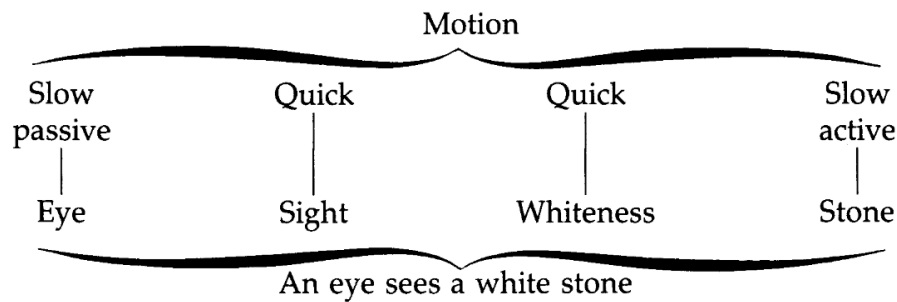 Motion
Slow Quick Quick Slow
passive active
Eye Sight Whiteness Stone
An eye sees a white stone